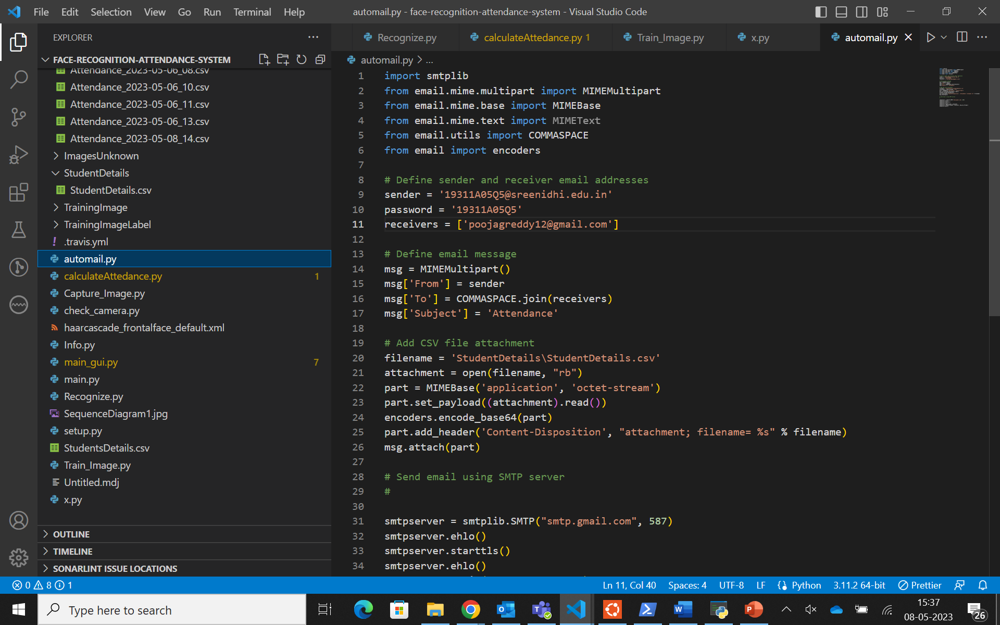 File Edit Selection View Go Run Terminal Help
automail.py - face-recognition-attendance-system - Visual Studio Code
EXPLORER
FACE-RECOGNITION-ATTENDANCE-SYSTEM
Attendance_2023-05-06_08.csv
Attendance_2023-05-06_10.csv
Attendance_2023-05-06_11.csv
Attendance_2023-05-06_13.csv
Attendance_2023-05-08_14.csv
ImagesUnknown
StudentDetails
StudentDetails.csv
TrainingImage
TrainingImageLabel
.travis.yml
automail.py
calculateAttedance.py 1
Capture_Image.py
check_camera.py
haarcascade_frontalface_default.xml
Info.py
main_gui.py 7
main.py
Recognize.py
SequenceDiagram1.jpg
setup.py
StudentsDetails.csv
Train_Image.py
Untitled.mdj
x.py
OUTLINE
TIMELINE
SONARLINT ISSUE LOCATIONS
Recognize.py calculateAttedance.py 1 Train_Image.py x.py automail.py
automail.py > ...
1 import smtplib
2 from email.mime.multipart import MIMEMultipart
3 from email.mime.base import MIMEBase
4 from email.mime.text import MIMEText
5 from email.utils import COMMASPACE
6 from email import encoders
7
8 # Define sender and receiver email addresses
9 sender = '19311A05Q5@sreenidhi.edu.in'
10 password = '19311A05Q5'
11 receivers = ['poojagreddy12@gmail.com']
12
13 # Define email message
14 msg = MIMEMultipart()
15 msg['From'] = sender
16 msg['To'] = COMMASPACE.join(receivers)
17 msg['Subject'] = 'Attendance'
18
19 # Add CSV file attachment
20 filename = 'StudentDetails\StudentDetails.csv'
21 attachment = open(filename, "rb")
22 part = MIMEBase('application', 'octet-stream')
23 part.set_payload((attachment).read())
24 encoders.encode_base64(part)
25 part.add_header('Content-Disposition', "attachment; filename= %s" % filename)
26 msg.attach(part)
27
28 # Send email using SMTP server
29 #
30
31 smtpserver = smtplib.SMTP("smtp.gmail.com", 587)
32 smtpserver.ehlo()
33 smtpserver.starttls()
34 smtpserver.ehlo()
0 8 1
Ln 11, Col 40 Spaces: 4 UTF-8 LF Python 3.11.2 64-bit Prettier
Type here to search
15:37
08-05-2023
26